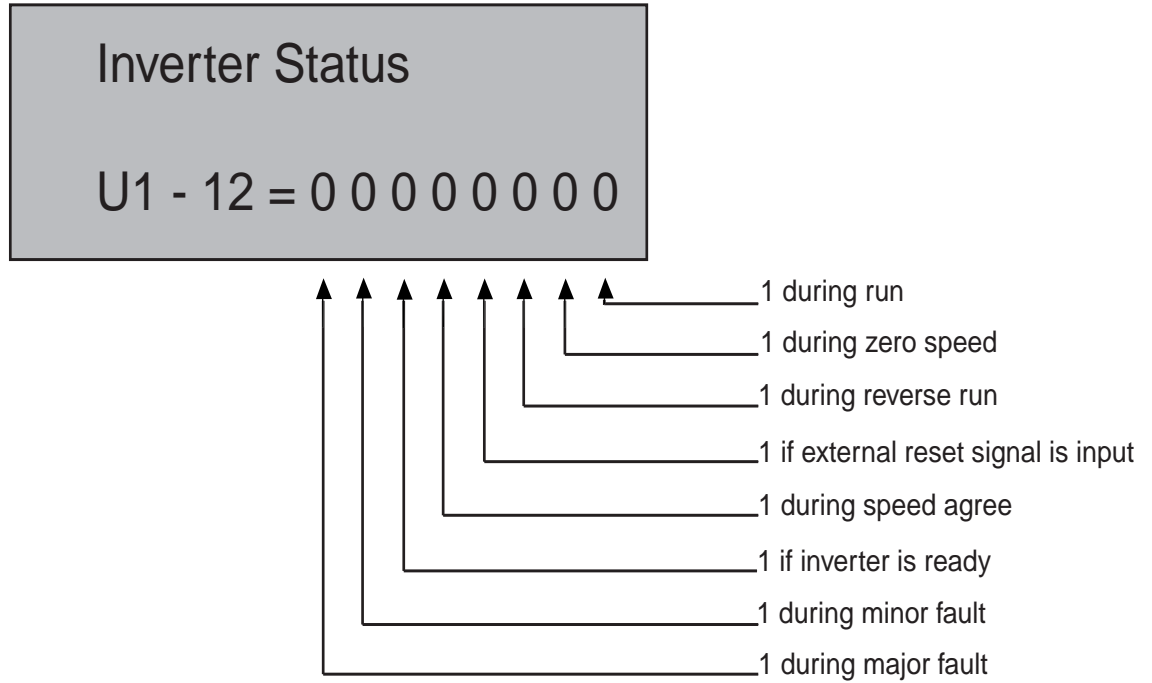 Inverter Status
U1 - 12 = 0 0 0 0 0 0 0 0
1 during run
1 during zero speed
1 during reverse run
1 if external reset signal is input
1 during speed agree
1 if inverter is ready
1 during minor fault
1 during major fault